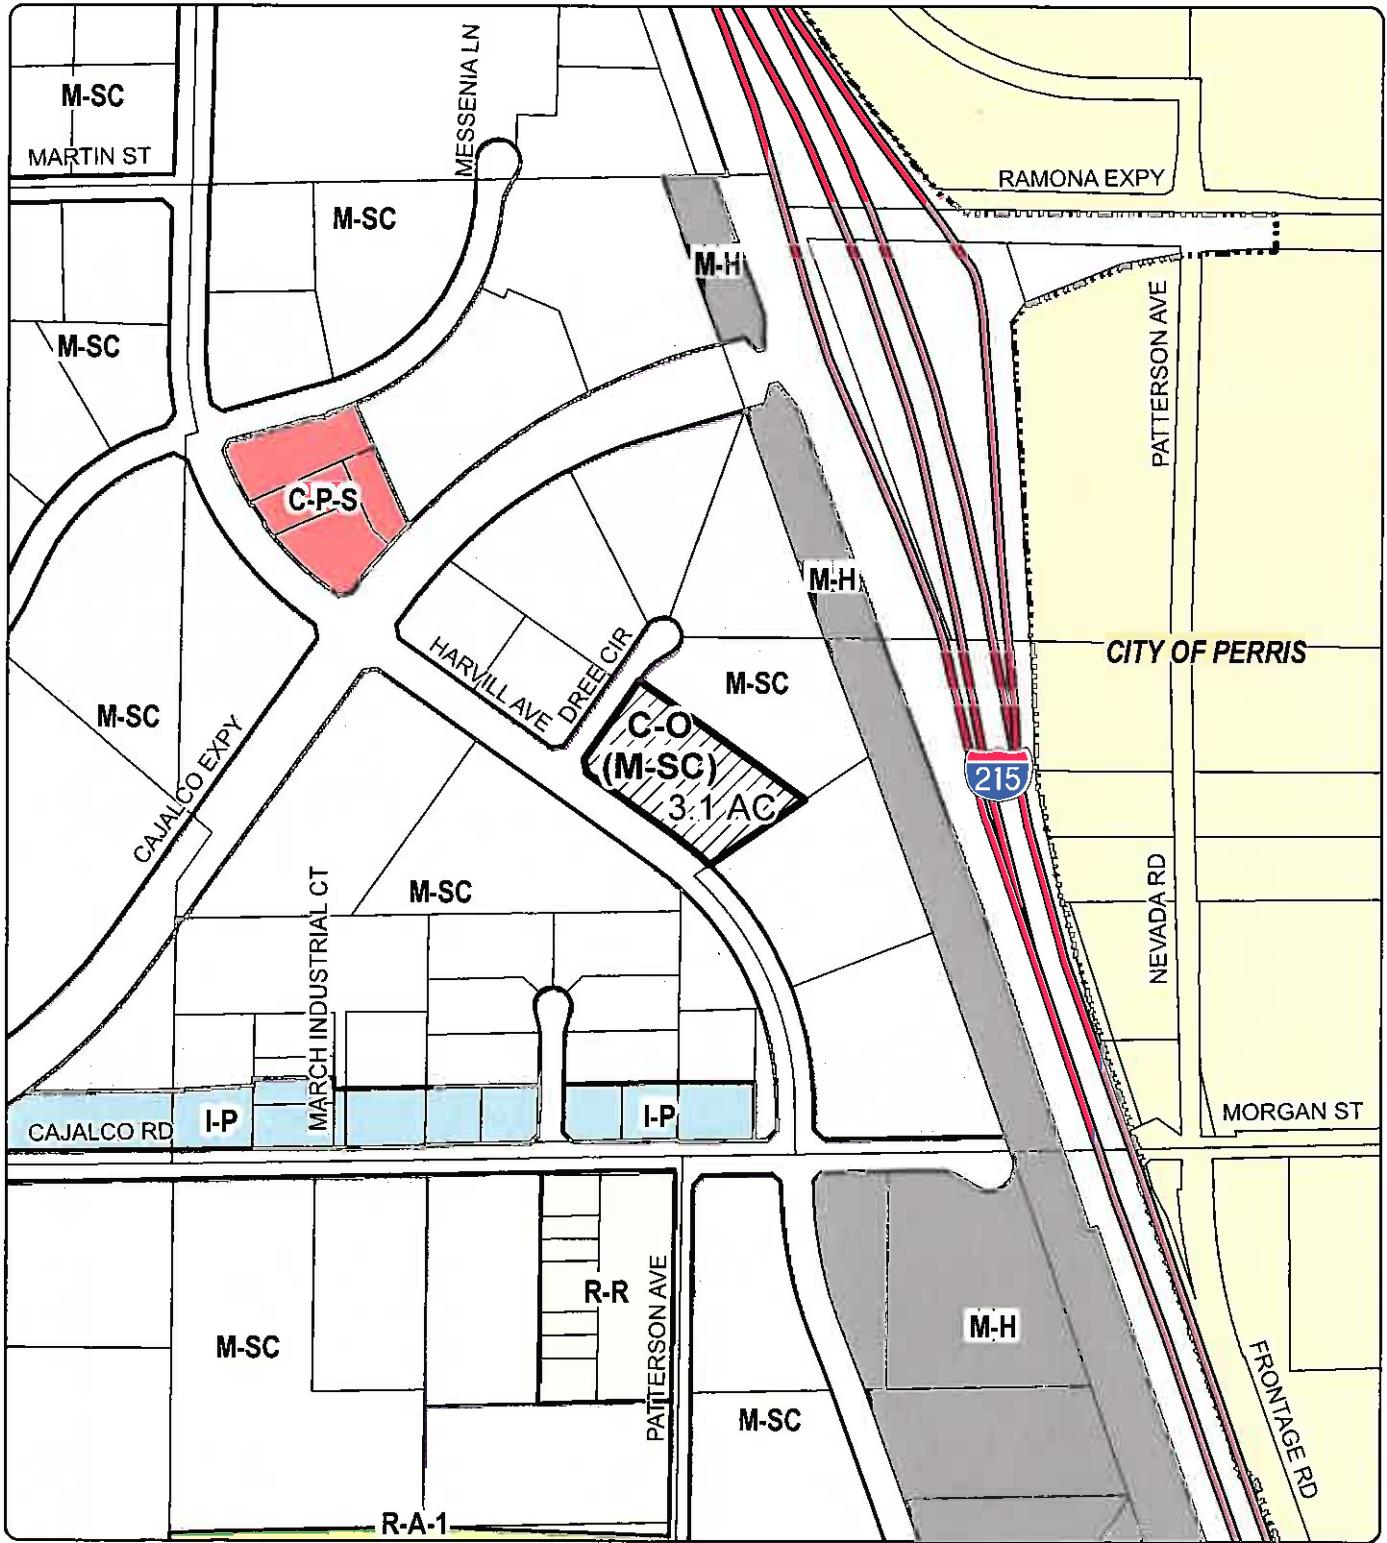 MESSENIA LN
M-SC
MARTIN ST
RAMONA EXPY
M-SC
M-H
M-SC
PATTERSON AVE
C-P-S
M-H
HARVILL AVE
DREE CIR
CITY OF PERRIS
M-SC
M-SC
C-O
(M-SC)
3.1 AC
CAJALCO EXPY
215
M-SC
MARCH INDUSTRIAL CT
NEVADA RD
CAJALCO RD
I-P
I-P
MORGAN ST
R-R
PATTERSON AVE
M-SC
M-H
M-SC
FRONTAGE RD
R-A-1